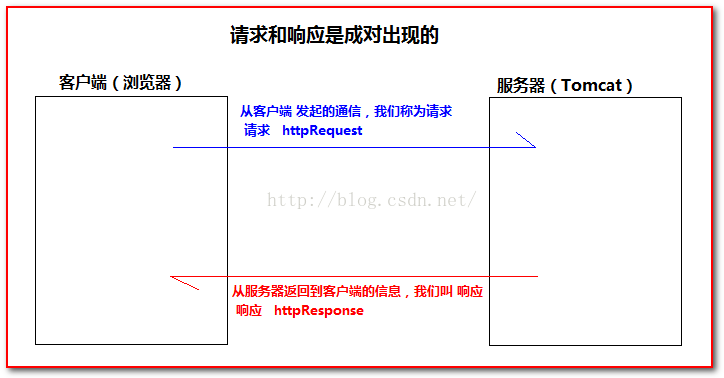 请求和响应是成对出现的
客户端（浏览器）
服务器（Tomcat）
从客户端 发起的通信，我们称为请求
请求 httpRequest
http://blog.csdn.net/
从服务器返回到客户端的信息，我们叫 响应
响应 httpResponse